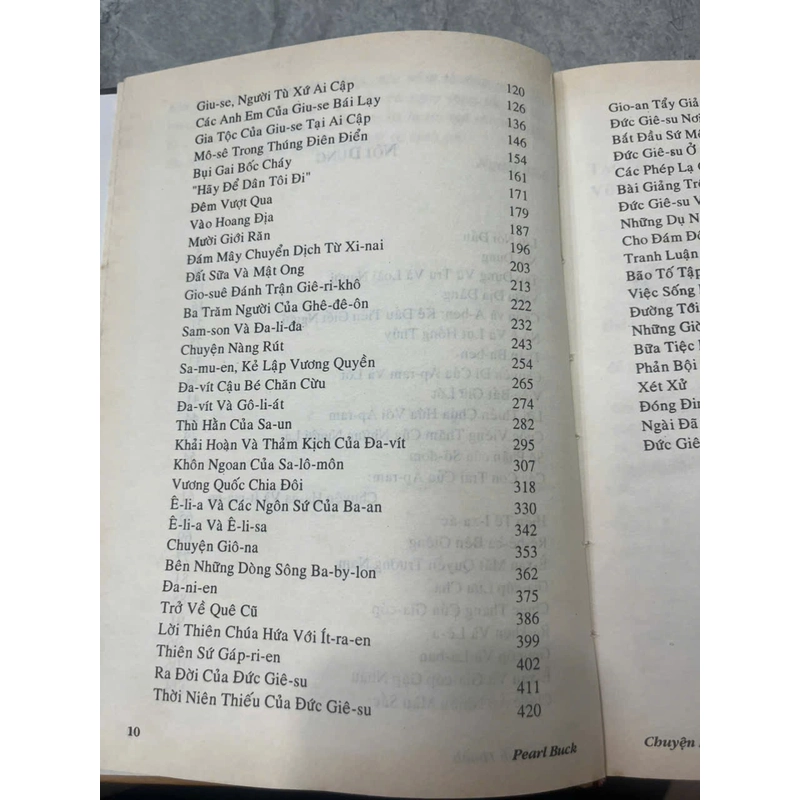 Giu-se, Người Tù Xứ Ai Cập 120
Các Anh Em Của Giu-se Bái Lạy 126
Gia Tộc Của Giu-se Tại Ai Cập 136
Mô-sê Trong Thúng Điên Điển 146
Bụi Gai Bốc Cháy 154
"Hãy Để Dân Tôi Đi" 161
Đêm Vượt Qua 171
Vào Hoang Địa 179
Mười Giới Răn 187
Đám Mây Chuyển Dịch Từ Xi-nai 196
Đất Sữa Và Mật Ong 203
Gio-suê Đánh Trận Giê-ri-khô 213
Ba Trăm Người Của Ghê-đê-ôn 222
Sam-son Và Đa-li-đa 232
Chuyện Nàng Rút 243
Sa-mu-en, Kẻ Lập Vương Quyền 254
Đa-vít Cậu Bé Chăn Cừu 265
Đa-vít Và Gô-li-át 274
Thù Hằn Của Sa-un 282
Khải Hoàn Và Thảm Kịch Của Đa-vít 295
Khôn Ngoan Của Sa-lô-môn 307
Vương Quốc Chia Đôi 318
Ê-li-a Và Các Ngôn Sứ Của Ba-an 330
Ê-li-a Và Ê-li-sa 342
Chuyện Giô-na 353
Bên Những Dòng Sông Ba-by-lon 362
Đa-ni-en 375
Trở Về Quê Cũ 386
Lời Thiên Chúa Hứa Với Ít-ra-en 399
Thiên Sứ Gáp-ri-en 402
Ra Đời Của Đức Giê-su 411
Thời Niên Thiếu Của Đức Giê-su 420
10
Pearl Buck
Gio-an Tẩy Giả
Đức Giê-su Nơi
Bắt Đầu Sứ
Đức Giê-su Ở
Các Phép Lạ
Bài Giảng
Đức Giê-su
Những Dụ
Cho Đám
Tranh Luận
Bão Tố Tập
Việc Sống
Đường Tới
Những Giờ
Bữa Tiệc
Phản Bội
Xét Xử
Đóng
Ngài Đã
Đức Giê-
Chuyện